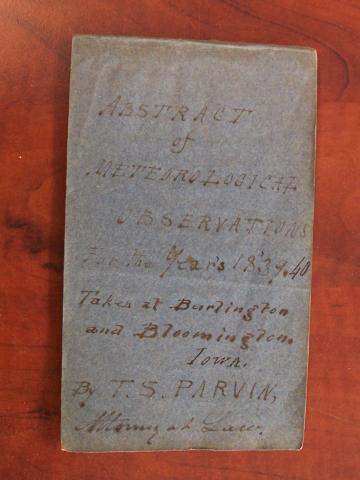 ABSTRACT
of
METEOROLOGICAL
OBSERVATIONS
For the Years 1839.40
Taken at Burlington
and Bloomington.
Iowa.
By T. S. PARVIN,
Attorney at Law.